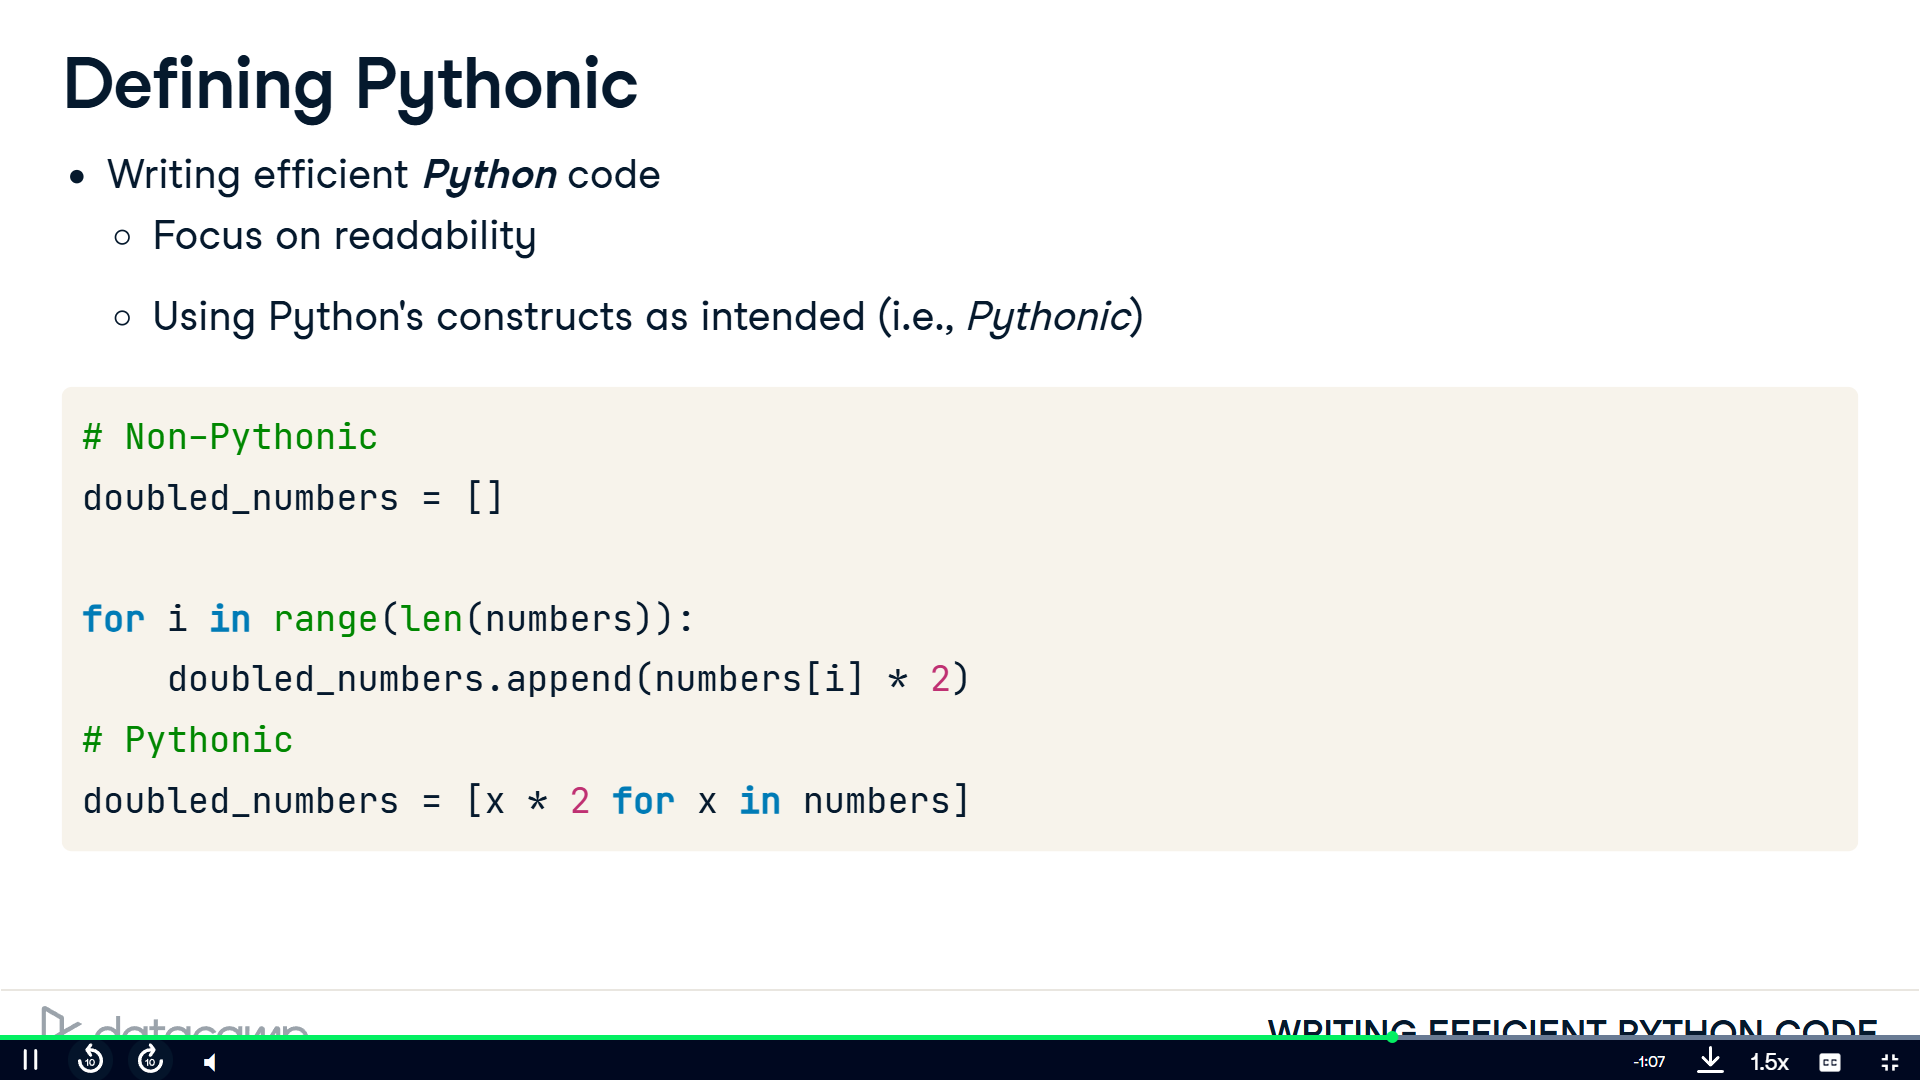 Defining Pythonic
• Writing efficient Python code
○ Focus on readability
○ Using Python's constructs as intended (i.e., Pythonic)
# Non-Pythonic
doubled_numbers = []
for i in range(len(numbers)):
    doubled_numbers.append(numbers[i] * 2)
# Pythonic
doubled_numbers = [x * 2 for x in numbers]
datacamp
WRITING EFFICIENT PYTHON CODE
10 10 -1:07 1.5x CC